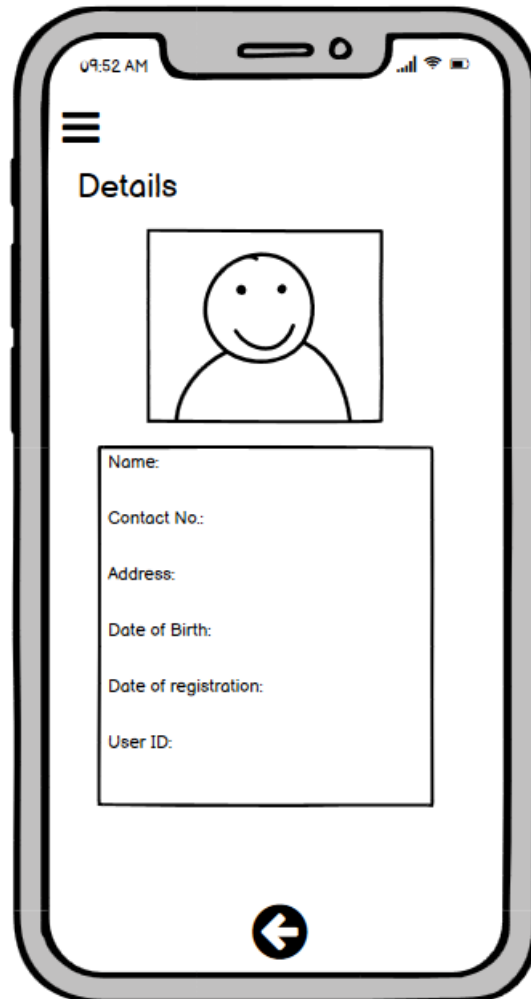 09:52 AM
Details
Name:
Contact No.:
Address:
Date of Birth:
Date of registration:
User ID: